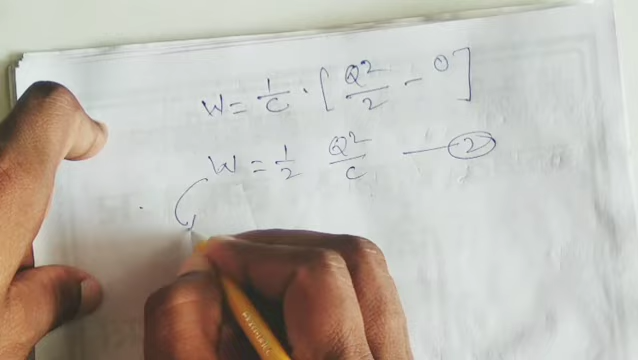 W = 1/C · [ Q²/2 - 0 ]
W = 1/2 Q²/C — 2